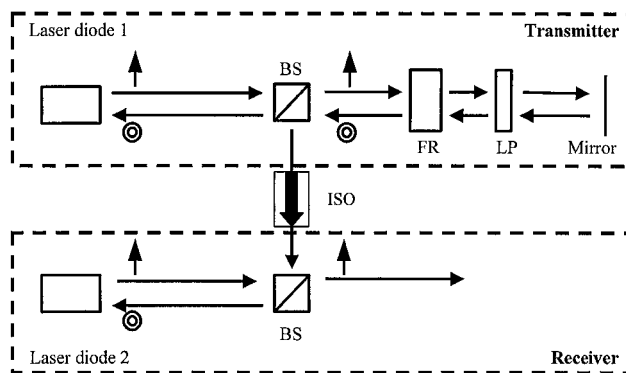 Laser diode 1
Transmitter
BS
FR
LP
Mirror
ISO
BS
Laser diode 2
Receiver